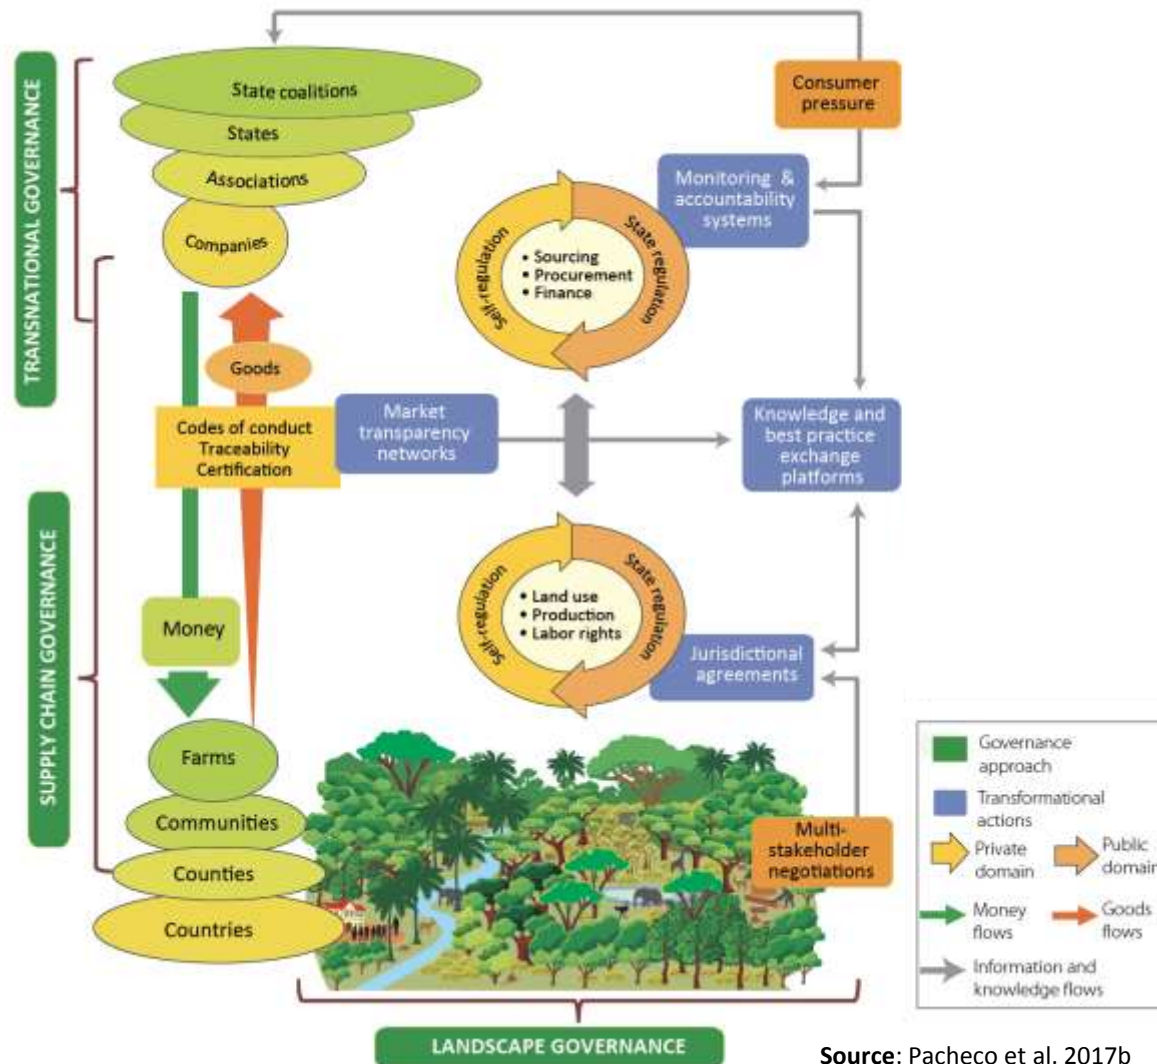 TRANSNATIONAL GOVERNANCE
SUPPLY CHAIN GOVERNANCE
State coalitions
States
Associations
Companies
Goods
Codes of conduct
Traceability
Certification
Money
Farms
Communities
Counties
Countries
Consumer
pressure
Monitoring &
accountability
systems
Self-regulation
State regulation
• Sourcing
• Procurement
• Finance
Market
transparency
networks
Knowledge and
best practice
exchange
platforms
Self-regulation
State regulation
• Land use
• Production
• Labor rights
Jurisdictional
agreements
Multi-
stakeholder
negotiations
LANDSCAPE GOVERNANCE
Governance
approach
Transformational
actions
Private
domain
Public
domain
Money
flows
Goods
flows
Information and
knowledge flows
Source: Pacheco et al. 2017b